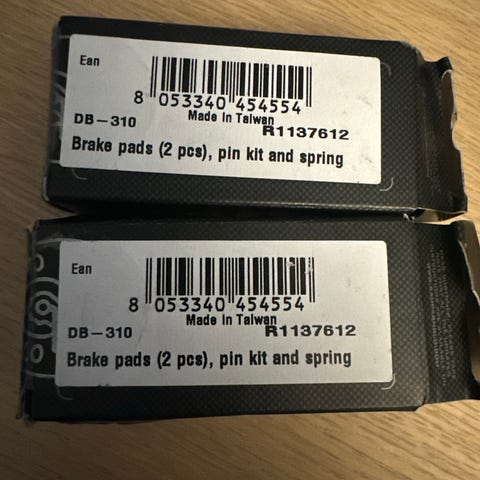 Ean
8 053340 454554
Made in Taiwan
DB-310 R1137612
Brake pads (2 pcs), pin kit and spring
Ean
8 053340 454554
Made in Taiwan
DB-310 R1137612
Brake pads (2 pcs), pin kit and spring